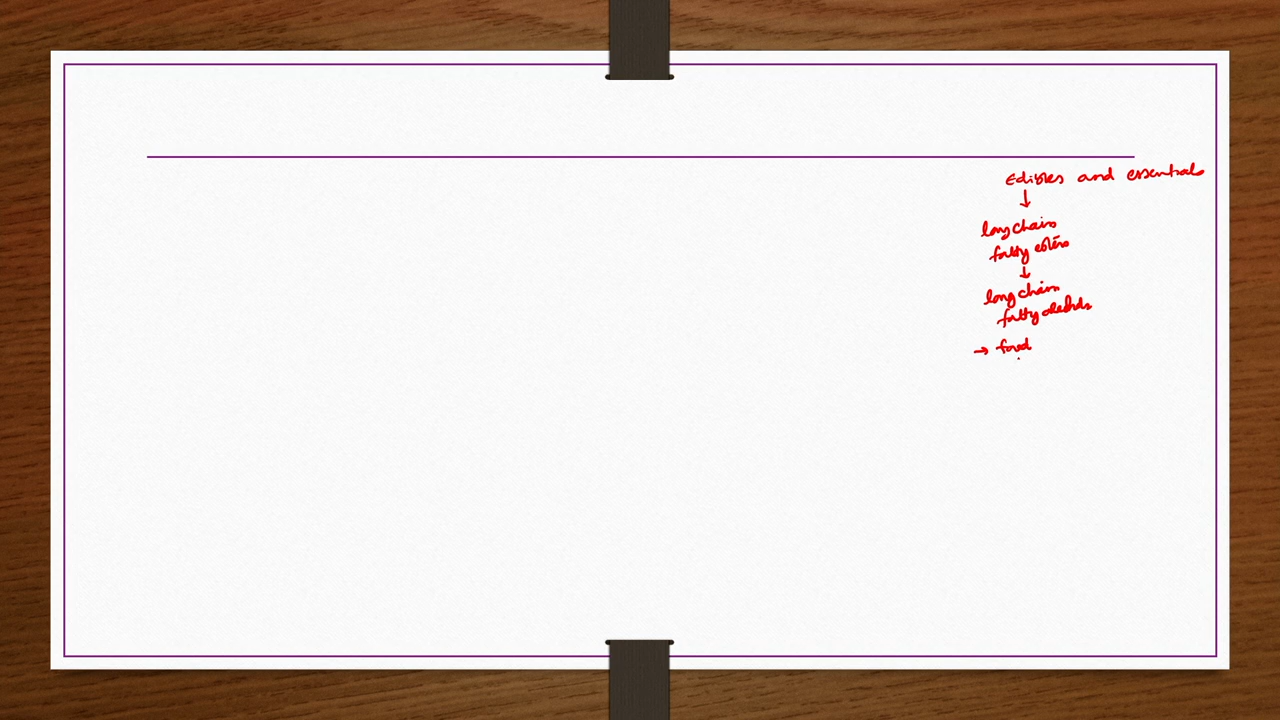 Edibles and essentials
↓
long chain
fatty esters
↓
long chain
fatty alcohols
→ food